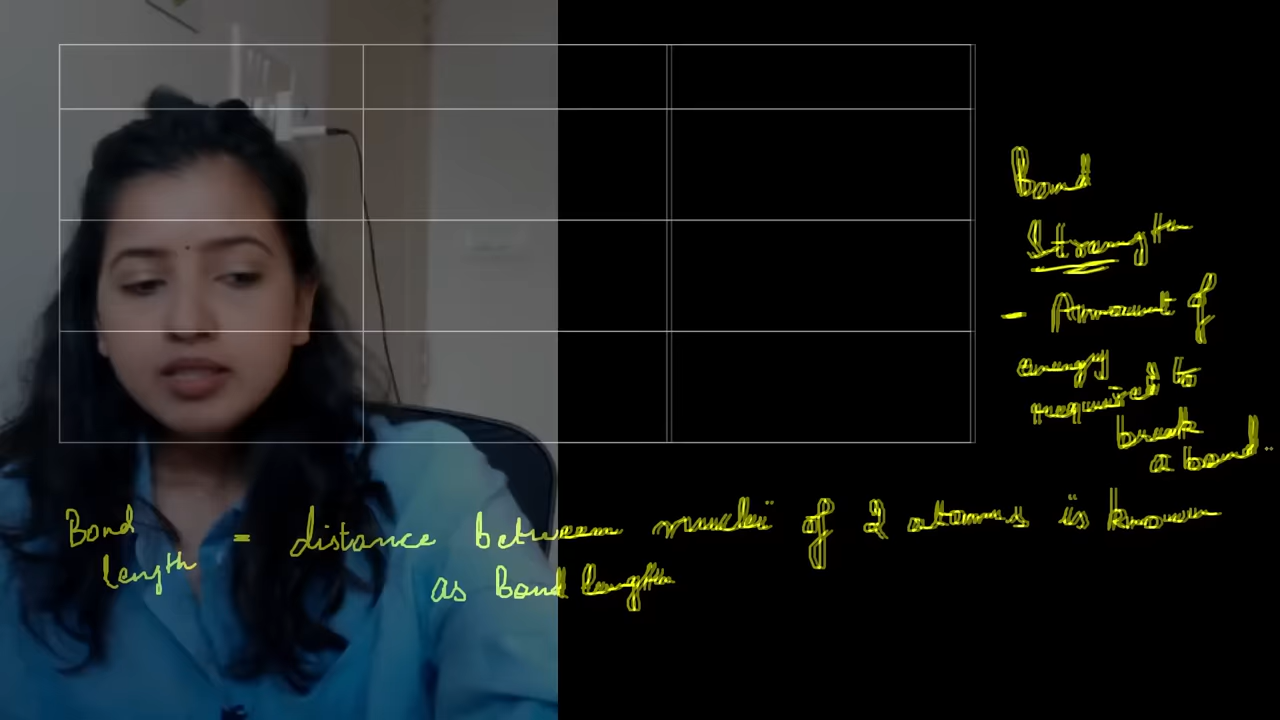 Bond
Strength
- Amount of
energy
required to
break
a bond.
Bond
length = distance between nuclei of 2 atoms is known
as Bond length